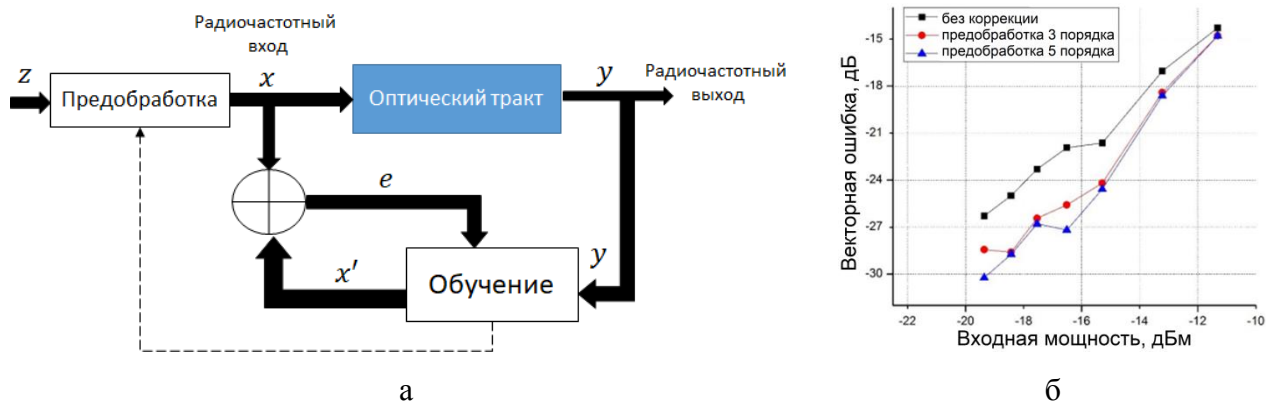 Радиочастотный
вход
z
Предобработка
x
Оптический тракт
y
Радиочастотный
выход
e
y
x′
Обучение
а
без коррекции
предобработка 3 порядка
предобработка 5 порядка
Векторная ошибка, дБ
-15
-18
-21
-24
-27
-30
-22 -20 -18 -16 -14 -12 -10
Входная мощность, дБм
б